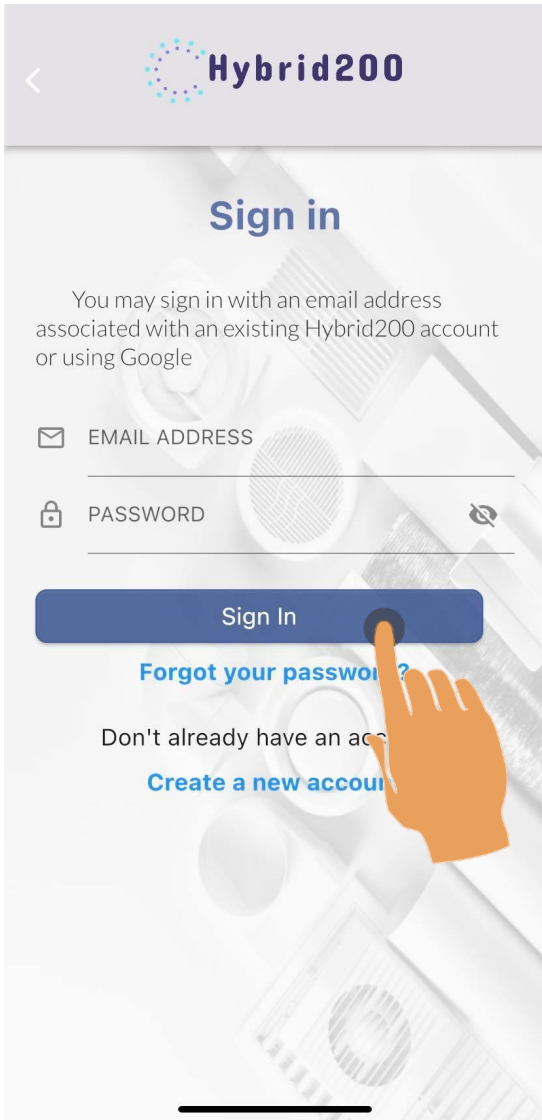 Hybrid200
Sign in
You may sign in with an email address
associated with an existing Hybrid200 account
or using Google
EMAIL ADDRESS
PASSWORD
Sign In
Forgot your
Don't already have an
Create a new